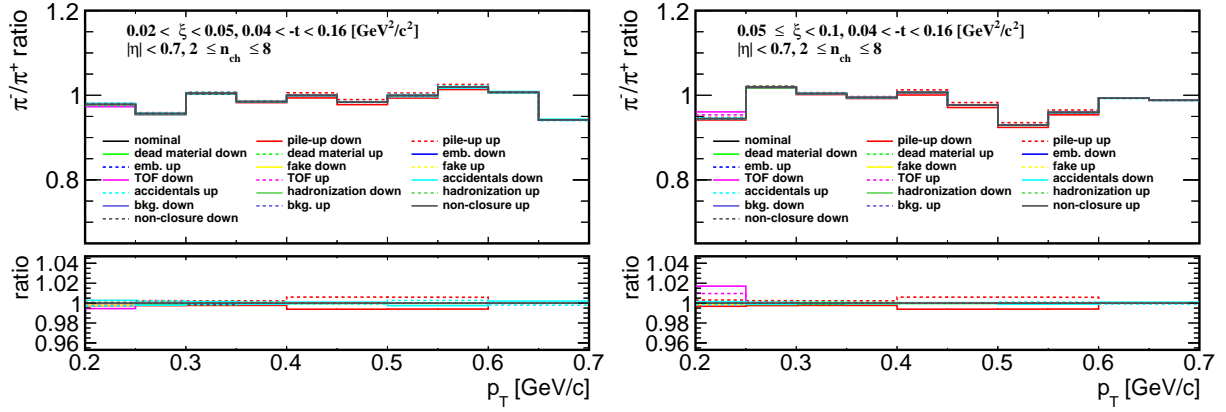 π⁻/π⁺ ratio
0.02 < ξ < 0.05, 0.04 < -t < 0.16 [GeV²/c²]
|η| < 0.7, 2 ≤ n_ch ≤ 8
1.2
1
0.8
nominal pile-up down pile-up up
dead material down dead material up emb. down
emb. up fake down fake up
TOF down TOF up accidentals down
accidentals up hadronization down hadronization up
bkg. down bkg. up non-closure up
non-closure down
ratio
1.04
1.02
1
0.98
0.96
0.2 0.3 0.4 0.5 0.6 0.7
p_T [GeV/c]
π⁻/π⁺ ratio
0.05 ≤ ξ < 0.1, 0.04 < -t < 0.16 [GeV²/c²]
|η| < 0.7, 2 ≤ n_ch ≤ 8
1.2
1
0.8
nominal pile-up down pile-up up
dead material down dead material up emb. down
emb. up fake down fake up
TOF down TOF up accidentals down
accidentals up hadronization down hadronization up
bkg. down bkg. up non-closure up
non-closure down
ratio
1.04
1.02
1
0.98
0.96
0.2 0.3 0.4 0.5 0.6 0.7
p_T [GeV/c]